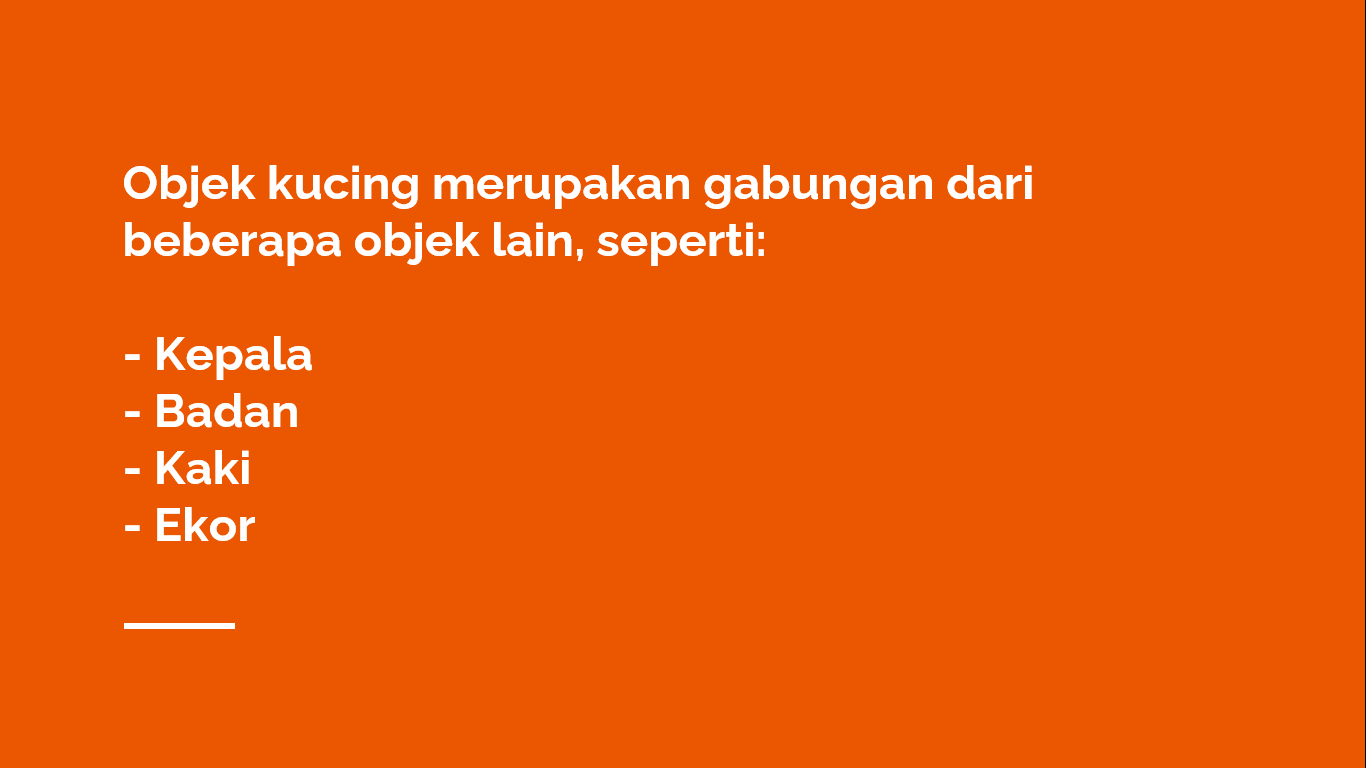 Objek kucing merupakan gabungan dari
beberapa objek lain, seperti:
- Kepala
- Badan
- Kaki
- Ekor